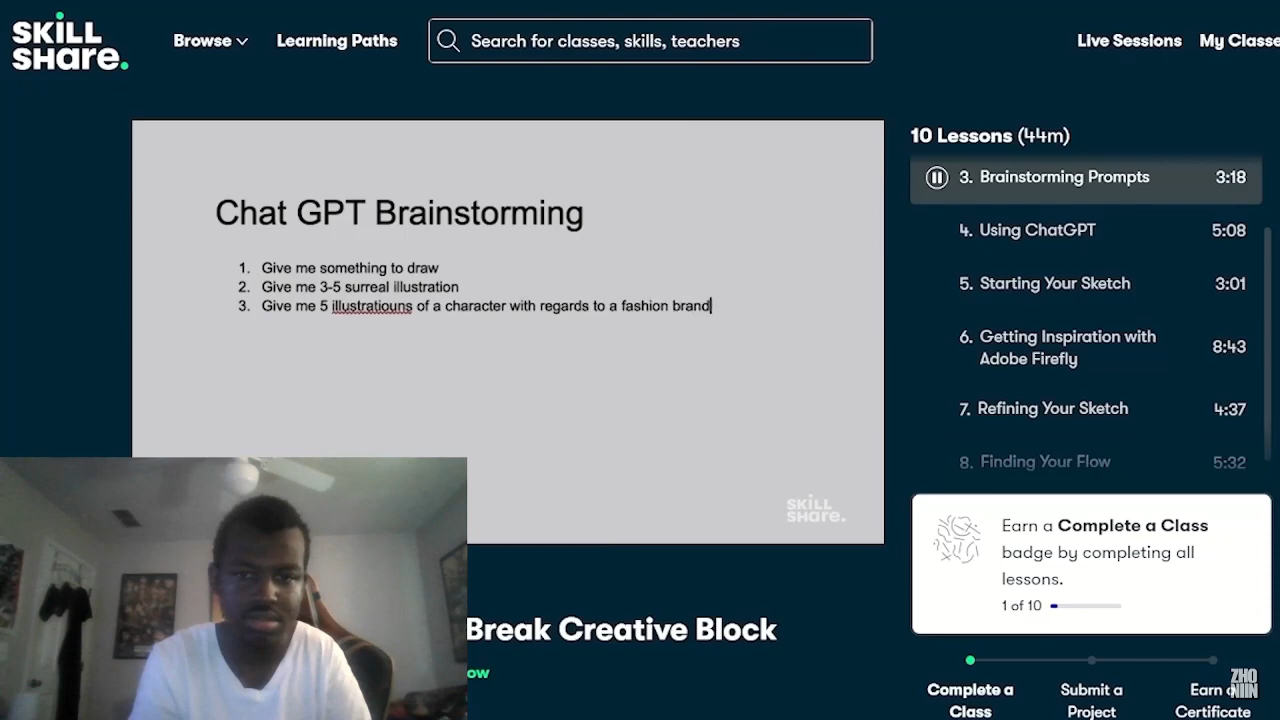 SKILL
SHare.
Browse
Learning Paths
Search for classes, skills, teachers
Live Sessions
My Classe
Chat GPT Brainstorming
1. Give me something to draw
2. Give me 3-5 surreal illustration
3. Give me 5 illustratiouns of a character with regards to a fashion brand
SKILL
SHare.
10 Lessons (44m)
3. Brainstorming Prompts 3:18
4. Using ChatGPT 5:08
5. Starting Your Sketch 3:01
6. Getting Inspiration with
Adobe Firefly 8:43
7. Refining Your Sketch 4:37
8. Finding Your Flow 5:32
Earn a Complete a Class
badge by completing all
lessons.
1 of 10
Break Creative Block
ow
Complete a
Class
Submit a
Project
Earn a
Certificate
ZHO
NIIN